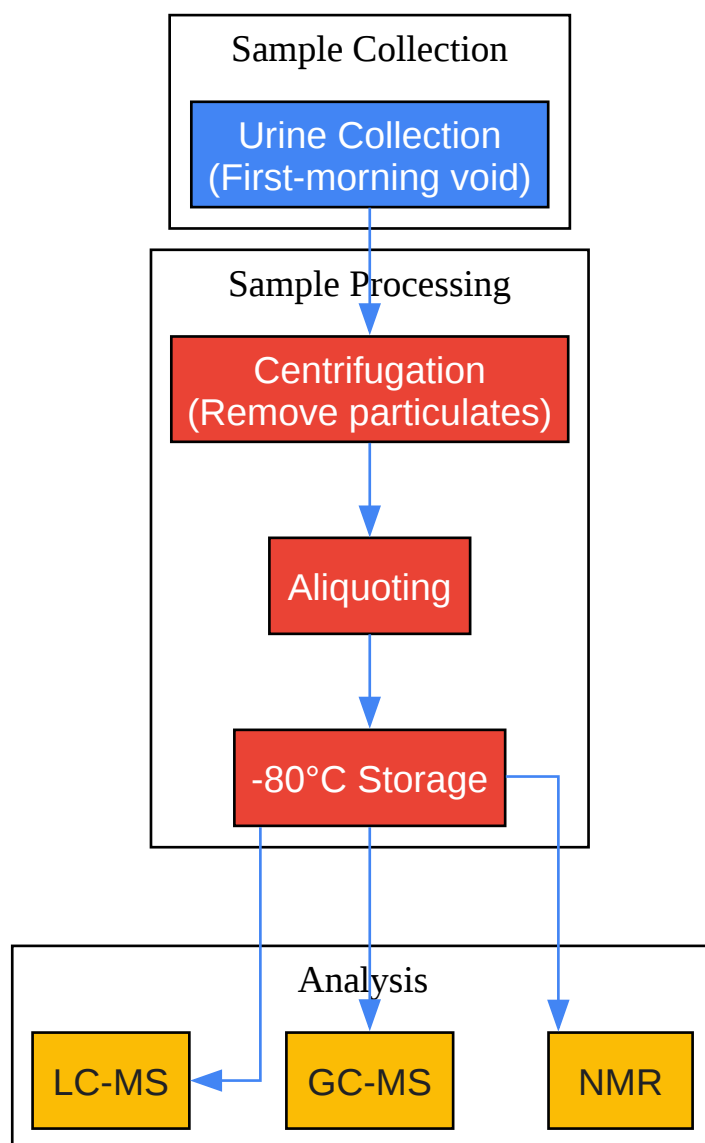 Sample Collection
Urine Collection
(First-morning void)
Sample Processing
Centrifugation
(Remove particulates)
Aliquoting
-80°C Storage
Analysis
LC-MS
GC-MS
NMR